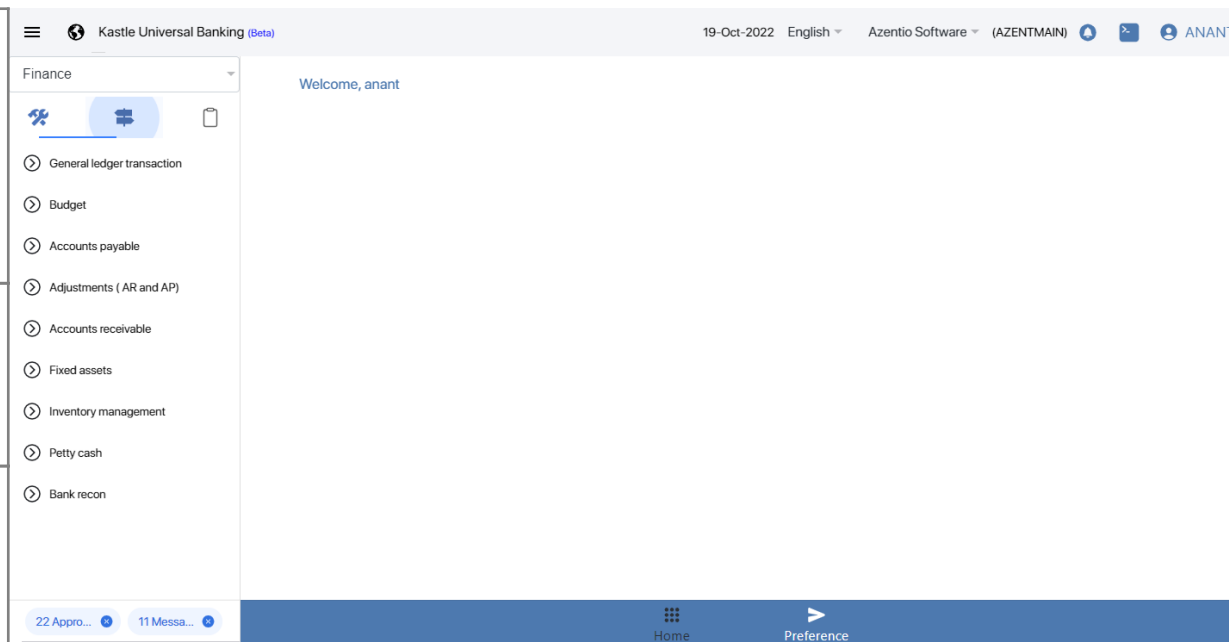 Kastle Universal Banking (Beta) 19-Oct-2022 English Azentio Software (AZENTMAIN) ANANT
Finance
Welcome, anant
General ledger transaction
Budget
Accounts payable
Adjustments ( AR and AP)
Accounts receivable
Fixed assets
Inventory management
Petty cash
Bank recon
22 Appro... 11 Messa...
Home Preference